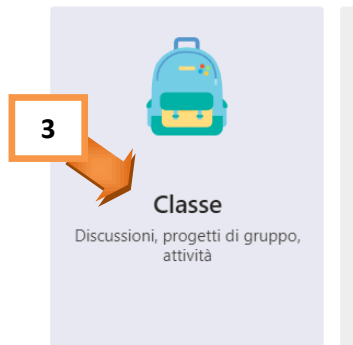 3
Classe
Discussioni, progetti di gruppo,
attività